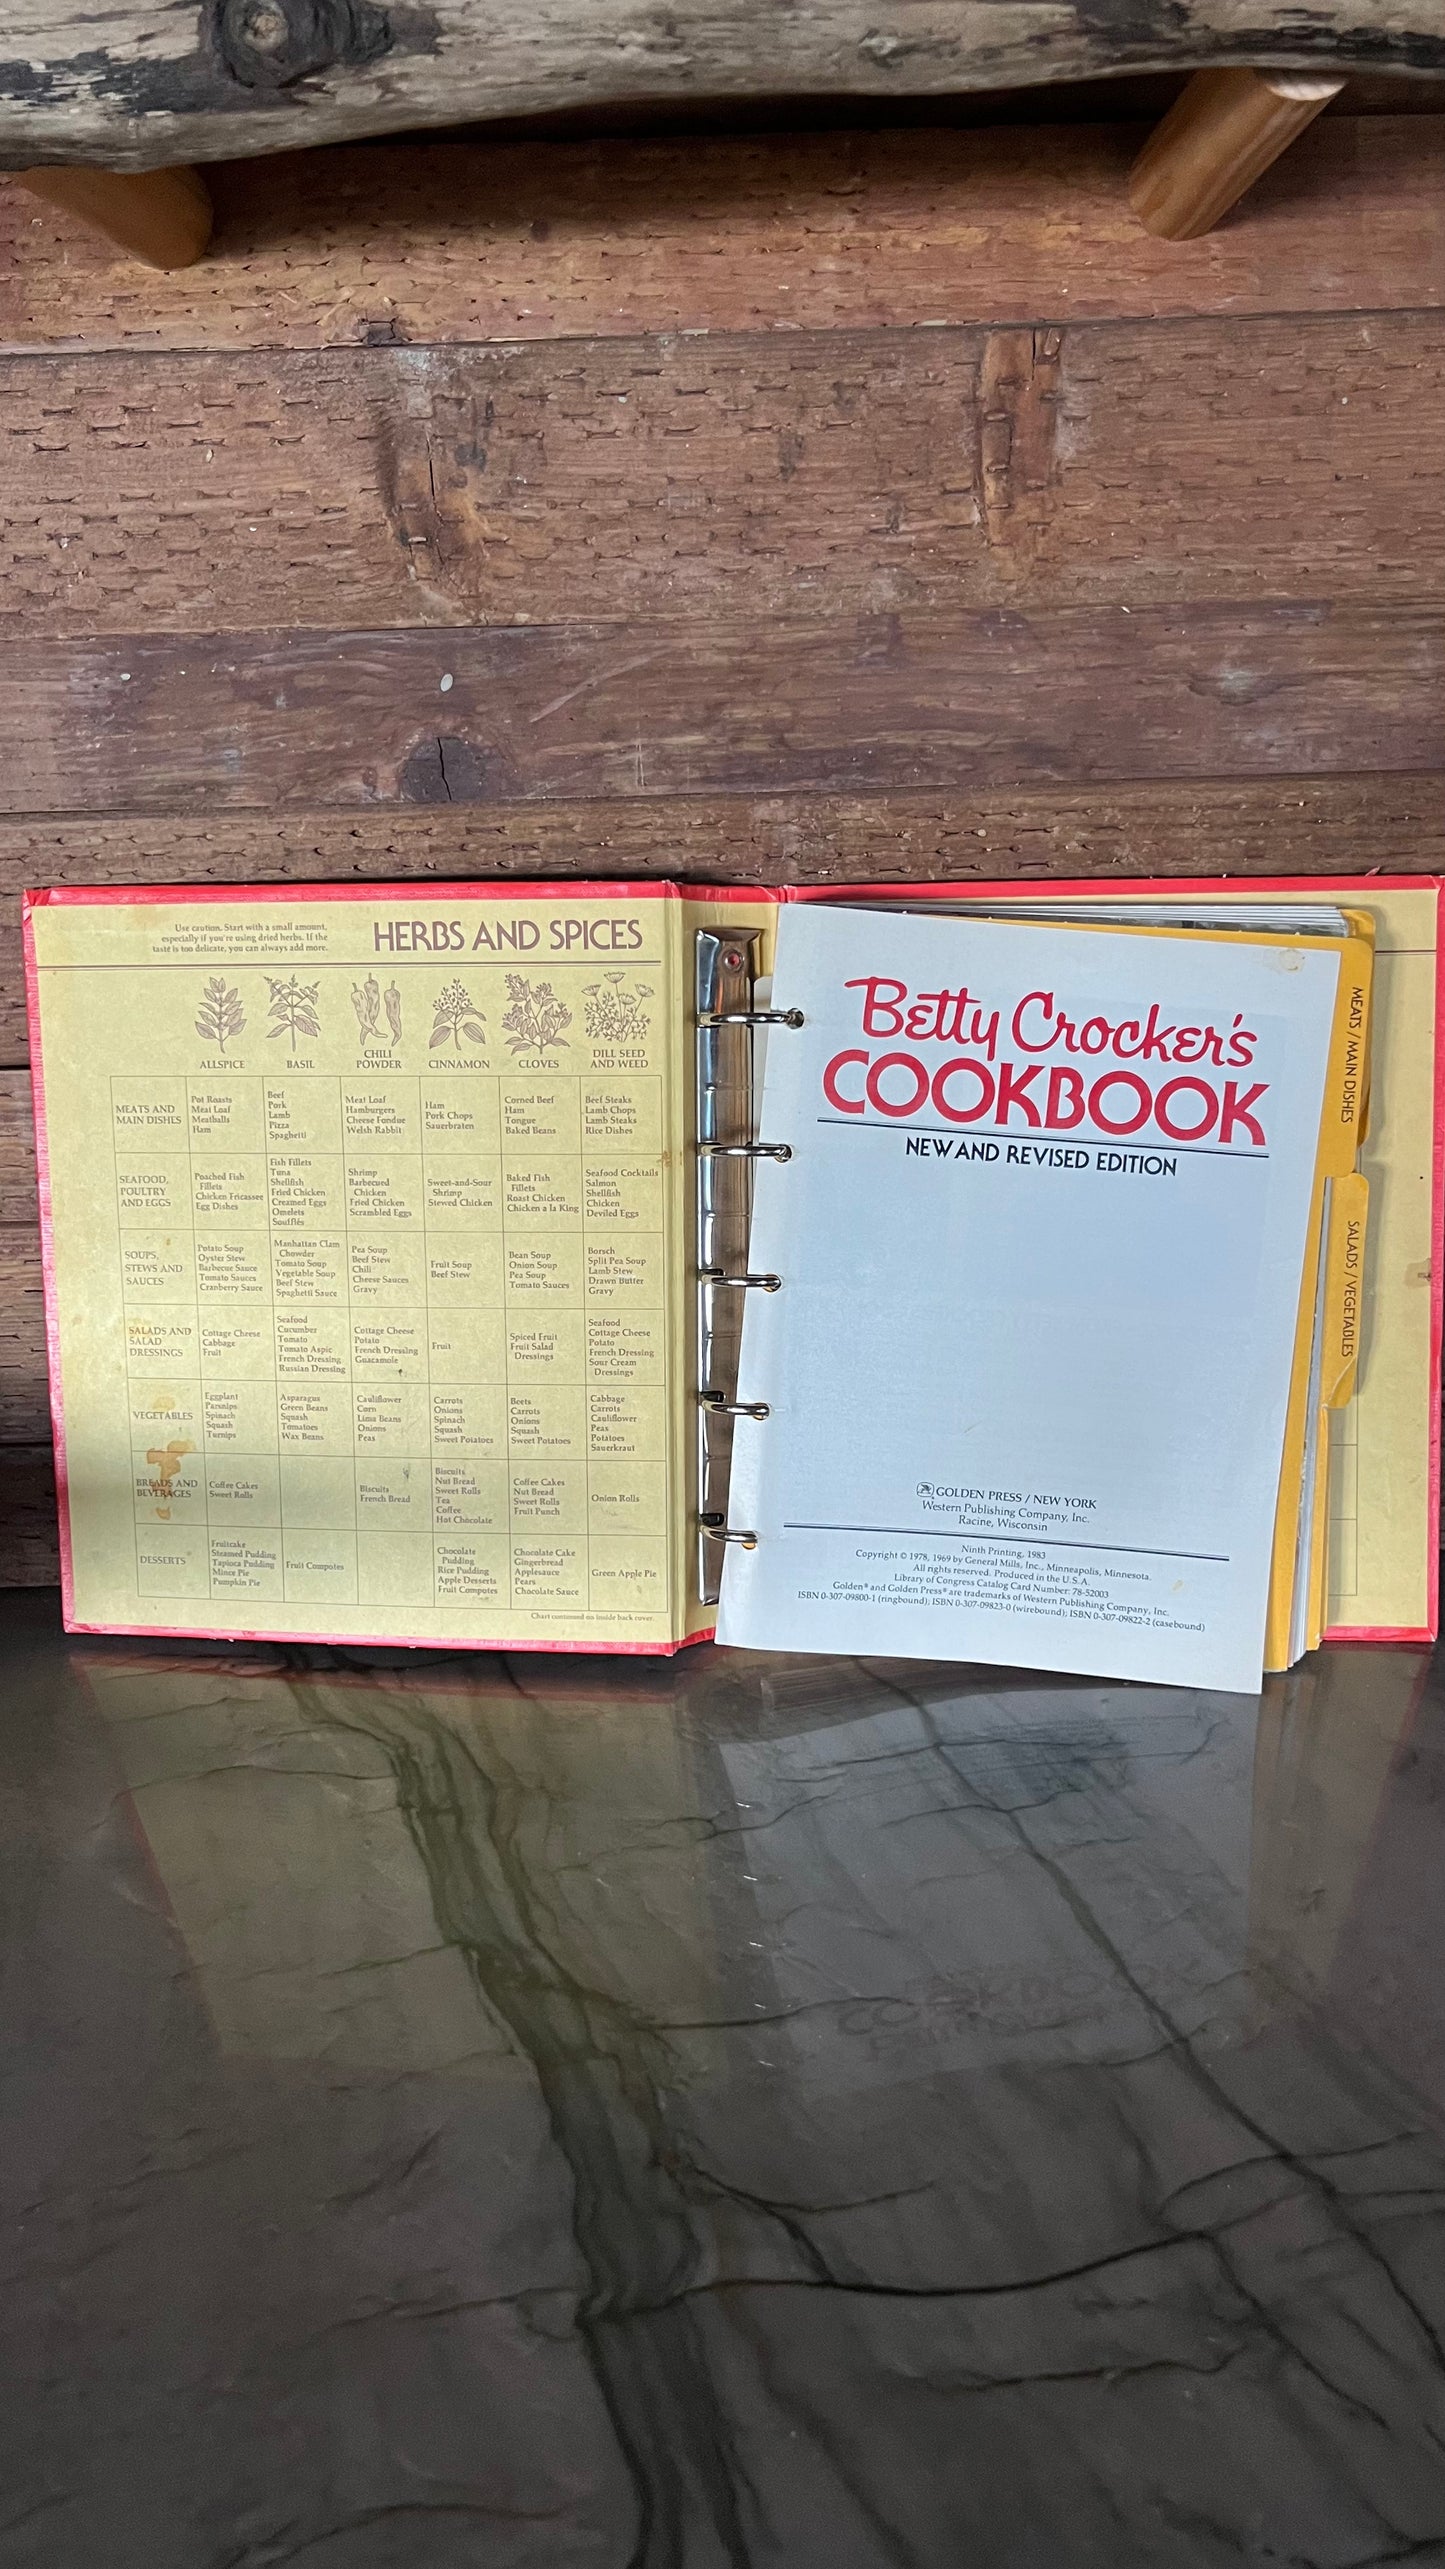 Use caution. Start with a small amount,
especially if you're using dried herbs. If the
taste is too delicate, you can always add more.
HERBS AND SPICES
ALLSPICE
BASIL
CHILI
POWDER
CINNAMON
CLOVES
DILL SEED
AND WEED
MEATS AND
MAIN DISHES
Pot Roasts
Meat Loaf
Meatballs
Ham
Beef
Pork
Lamb
Pizza
Spaghetti
Meat Loaf
Hamburgers
Cheese Fondue
Welsh Rabbit
Ham
Pork Chops
Sauerbraten
Corned Beef
Ham
Tongue
Baked Beans
Beef Steaks
Lamb Chops
Lamb Steaks
Rice Dishes
SEAFOOD,
POULTRY
AND EGGS
Poached Fish
Fillets
Chicken Fricassee
Egg Dishes
Fish Fillets
Tuna
Shellfish
Fried Chicken
Creamed Eggs
Omelets
Soufflés
Shrimp
Barbecued
Chicken
Fried Chicken
Scrambled Eggs
Sweet-and-Sour
Shrimp
Stewed Chicken
Baked Fish
Fillets
Roast Chicken
Chicken a la King
Seafood Cocktails
Salmon
Shellfish
Chicken
Deviled Eggs
SOUPS,
STEWS AND
SAUCES
Potato Soup
Oyster Stew
Barbecue Sauce
Tomato Sauces
Cranberry Sauce
Manhattan Clam
Chowder
Tomato Soup
Vegetable Soup
Beef Stew
Spaghetti Sauce
Pea Soup
Beef Stew
Chili
Cheese Sauces
Gravy
Fruit Soup
Beef Stew
Bean Soup
Onion Soup
Pea Soup
Tomato Sauces
Borsch
Split Pea Soup
Lamb Stew
Drawn Butter
Gravy
SALADS AND
SALAD
DRESSINGS
Cottage Cheese
Cabbage
Fruit
Seafood
Cucumber
Tomato
Tomato Aspic
French Dressing
Russian Dressing
Cottage Cheese
Potato
French Dressing
Guacamole
Fruit
Spiced Fruit
Fruit Salad
Dressings
Seafood
Cottage Cheese
Potato
French Dressing
Sour Cream
Dressings
VEGETABLES
Eggplant
Parsnips
Spinach
Squash
Turnips
Asparagus
Green Beans
Squash
Tomatoes
Wax Beans
Cauliflower
Corn
Lima Beans
Onions
Peas
Carrots
Onions
Spinach
Squash
Sweet Potatoes
Beets
Carrots
Onions
Squash
Sweet Potatoes
Cabbage
Carrots
Cauliflower
Peas
Potatoes
Sauerkraut
BREADS AND
BEVERAGES
Coffee Cakes
Sweet Rolls
Biscuits
French Bread
Biscuits
Nut Bread
Sweet Rolls
Tea
Coffee
Hot Chocolate
Coffee Cakes
Nut Bread
Sweet Rolls
Fruit Punch
Onion Rolls
DESSERTS
Fruitcake
Steamed Pudding
Tapioca Pudding
Mince Pie
Pumpkin Pie
Fruit Compotes
Chocolate
Pudding
Rice Pudding
Apple Desserts
Fruit Compotes
Chocolate Cake
Gingerbread
Applesauce
Pears
Chocolate Sauce
Green Apple Pie
Chart continued on inside back cover.
Betty Crocker's
COOKBOOK
NEW AND REVISED EDITION
GOLDEN PRESS / NEW YORK
Western Publishing Company, Inc.
Racine, Wisconsin
Ninth Printing, 1983
Copyright © 1978, 1969 by General Mills, Inc., Minneapolis, Minnesota.
All rights reserved. Produced in the U.S.A.
Library of Congress Catalog Card Number: 78-52003
Golden® and Golden Press® are trademarks of Western Publishing Company, Inc.
ISBN 0-307-09800-1 (ringbound); ISBN 0-307-09823-0 (wirebound); ISBN 0-307-09822-2 (casebound)
MEATS / MAIN DISHES
SALADS / VEGETABLES